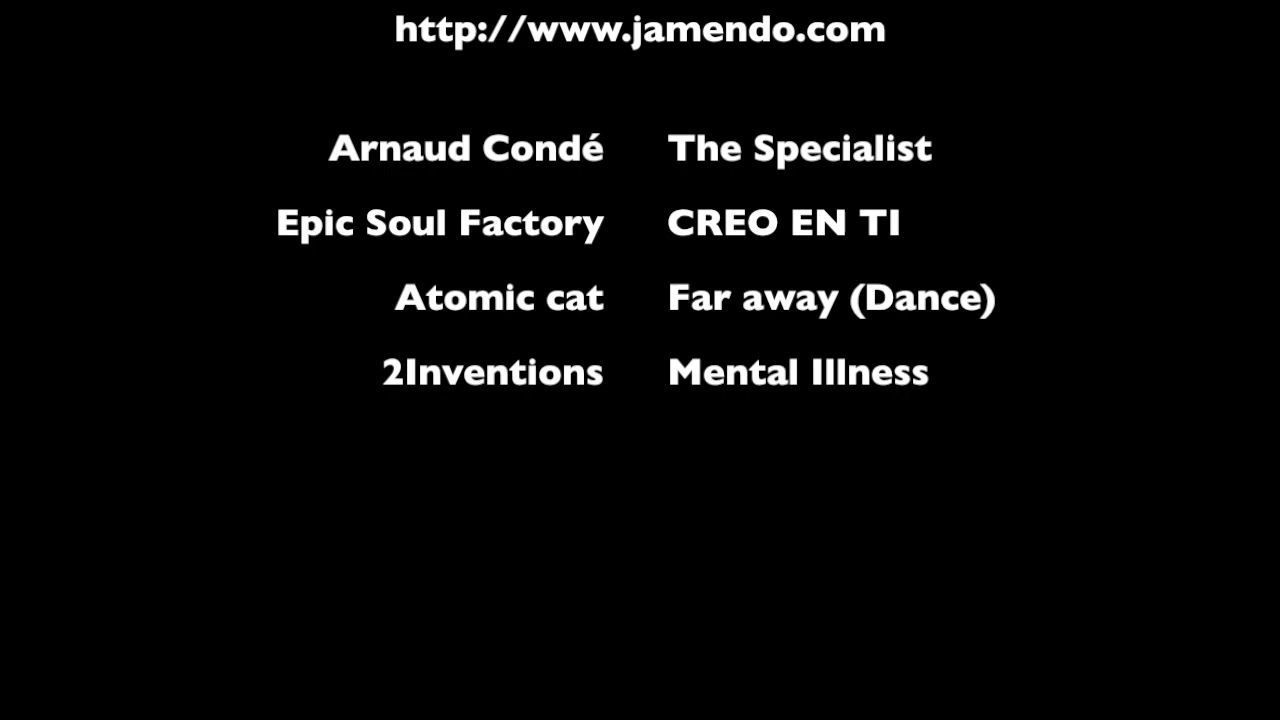 http://www.jamendo.com
Arnaud Condé The Specialist
Epic Soul Factory CREO EN TI
Atomic cat Far away (Dance)
2Inventions Mental Illness